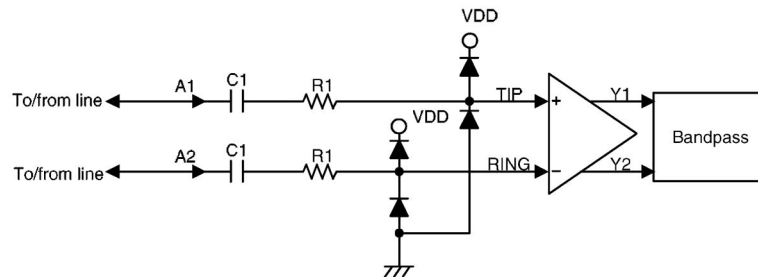 VDD
To/from line A1 C1 R1 TIP + Y1
VDD Bandpass
To/from line A2 C1 R1 RING − Y2